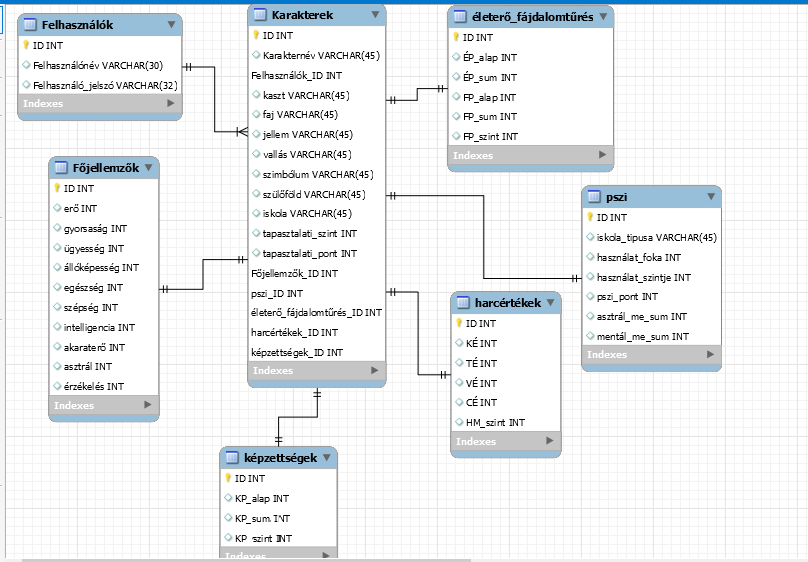 Felhasználók
ID INT
Felhasználónév VARCHAR(30)
Felhasználó_jelszó VARCHAR(32)
Indexes
Karakterek
ID INT
Karakternév VARCHAR(45)
Felhasználók_ID INT
kaszt VARCHAR(45)
faj VARCHAR(45)
jellem VARCHAR(45)
vallás VARCHAR(45)
szimbólum VARCHAR(45)
szülőföld VARCHAR(45)
iskola VARCHAR(45)
tapasztalati_szint INT
tapasztalati_pont INT
Főjellemzők_ID INT
pszi_ID INT
életerő_fájdalomtűrés_ID INT
harcértékek_ID INT
képzettségek_ID INT
Indexes
életerő_fájdalomtűrés
ID INT
ÉP_alap INT
ÉP_sum INT
FP_alap INT
FP_sum INT
FP_szint INT
Indexes
Főjellemzők
ID INT
erő INT
gyorsaság INT
ügyesség INT
állóképesség INT
egészség INT
szépség INT
intelligencia INT
akaraterő INT
asztrál INT
érzékelés INT
Indexes
pszi
ID INT
iskola_tipusa VARCHAR(45)
használat_foka INT
használat_szintje INT
pszi_pont INT
asztrál_me_sum INT
mentál_me_sum INT
Indexes
harcértékek
ID INT
KÉ INT
TÉ INT
VÉ INT
CÉ INT
HM_szint INT
Indexes
képzettségek
ID INT
KP_alap INT
KP_sum INT
KP_szint INT
Indexes